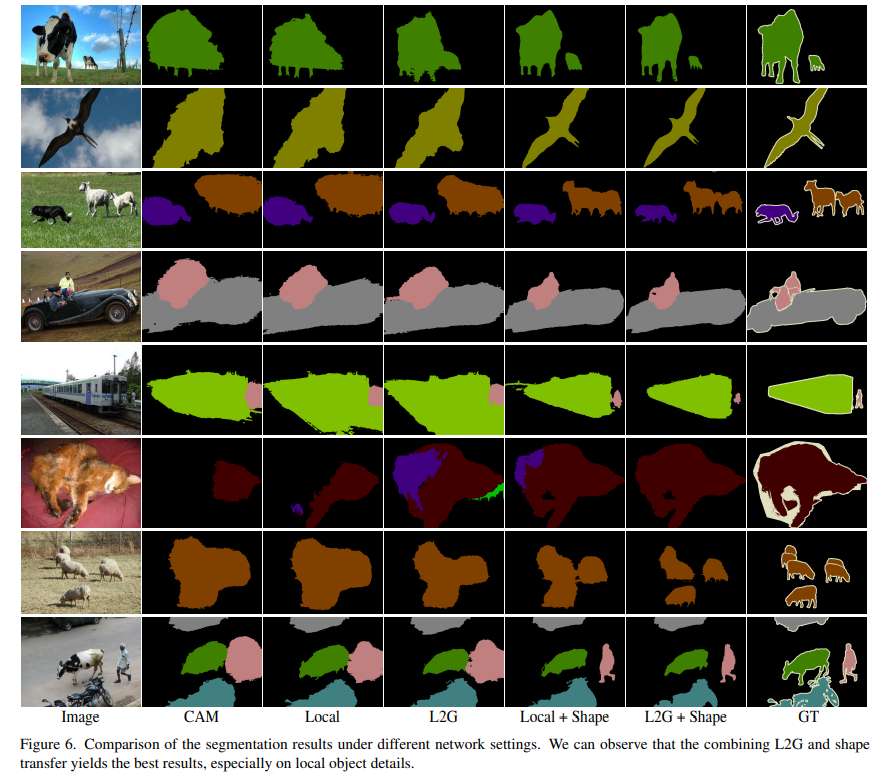 Image CAM Local L2G Local + Shape L2G + Shape GT
Figure 6. Comparison of the segmentation results under different network settings. We can observe that the combining L2G and shape
transfer yields the best results, especially on local object details.